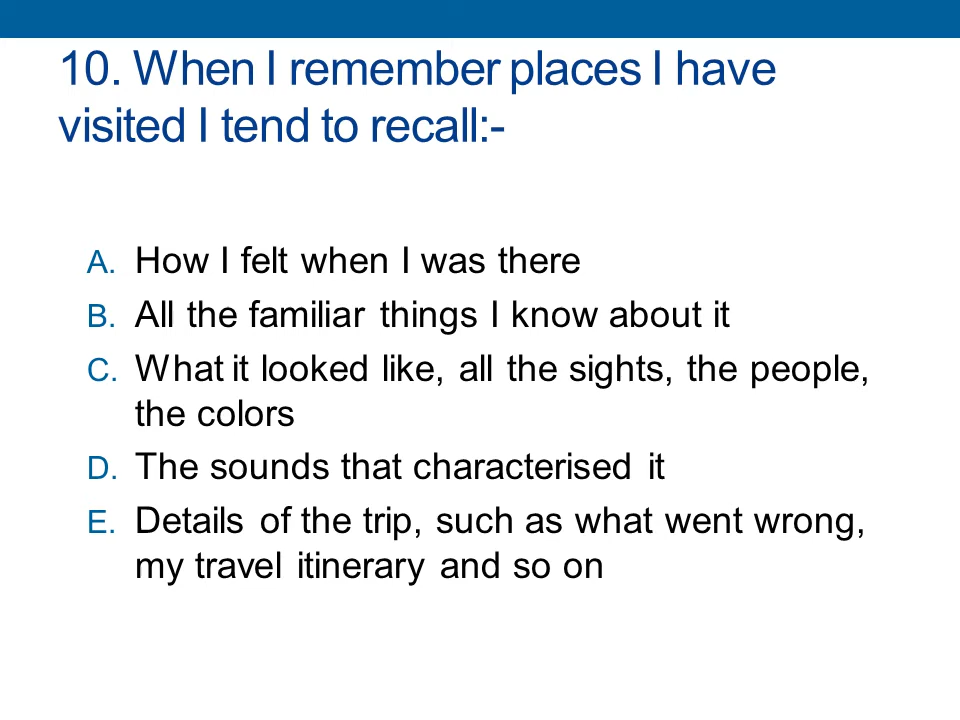 10. When I remember places I have
visited I tend to recall:-
A. How I felt when I was there
B. All the familiar things I know about it
C. What it looked like, all the sights, the people,
the colors
D. The sounds that characterised it
E. Details of the trip, such as what went wrong,
my travel itinerary and so on